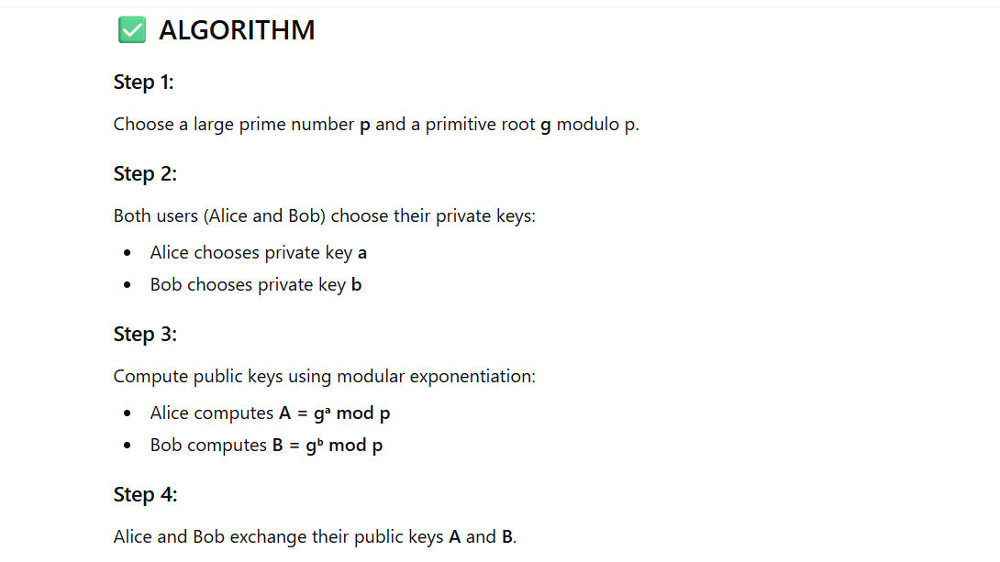 ✅ ALGORITHM
Step 1:
Choose a large prime number p and a primitive root g modulo p.
Step 2:
Both users (Alice and Bob) choose their private keys:
• Alice chooses private key a
• Bob chooses private key b
Step 3:
Compute public keys using modular exponentiation:
• Alice computes A = gᵃ mod p
• Bob computes B = gᵇ mod p
Step 4:
Alice and Bob exchange their public keys A and B.